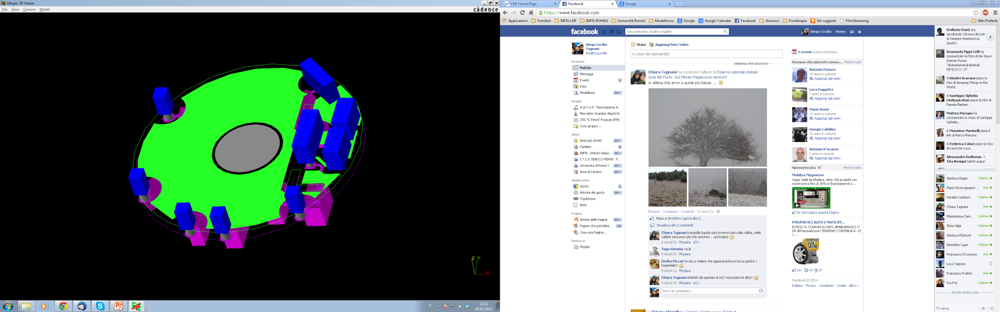 Allegro 3D Viewer
File View Camera Model
cādence
Z Y
X
IT
13:24
24/01/2014
LNF Home Page
Facebook
Google
https://www.facebook.com
Applicazioni Fornitori INFN-LNF INFN-ROMA3 Università Roma3 Modellismo Google Google Calendar Facebook Annunci Fisioterapia Siti suggeriti FilmStreaming Altri Preferiti
facebook
Cerca persone, luoghi e oggetti
Diego Cecilia Home
Diego Cecilia
Tagnani
Modifica profilo
Preferiti
Notizie
Messaggi
Eventi 2
Foto
Modellismo 20+
Gruppi
A.A.V.I.P. "Associazione A...
Mercatino Scambio Alianti Rc
ITIS "E.Fermi" Frascati (RM)
Crea gruppo...
Amici
Amici più stretti 20+
Familiari 6
INFN - Istituto Nazio... 20+
I.T.I.S. ENRICO FERMI - F...
Università di Roma T... 20+
Area di Lariano 20+
Applicazioni
Giochi 6
Attività dei giochi 20+
TripAdvisor
Note
Pagine
Notizie delle Pagine 20+
Pagine che potrebbe... 20
Crea una Pagina...
Interessi
Models
Stato Aggiungi foto/video
A cosa stai pensando?
ORDINA: PIÙ RECENTI
Chiara Tagnani ha condiviso l'album di Riserva naturale statale
Gola del Furlo: Sul Monte Paganuccio nevica!!!
in attesa che arrivi a quote più basse ....
Mi piace · Commenta · Condividi · 18 minuti fa ·
Piace a SilvioMon Capri e altri 2.
Visualizza altri 2 commenti
Chiara Tagnani tranquilla topola sarà inverno solo sulle colline, nelle
vallate sarà poco più che autunno... purtroppo
8 minuti fa · Mi piace · 1
Topo Firmino va là
8 minuti fa · Mi piace
Enrika Piccari te sta a vedere che appena bufa mi tocca partire x
l'ospedale!!
8 minuti fa · Mi piace
Chiara Tagnani eheheh dai speriam di no!! incrociamo le dita!!
5 minuti fa · Mi piace · 1
Scrivi un commento...
2 eventi questa settimana
Persone che potresti conosc... Mostra tutti
Antonio Passeri
19 amici in comune
Aggiungi agli amici
Luca Foggetta
7 amici in comune
Aggiungi agli amici
Mario Rossi
13 amici in comune
Aggiungi agli amici
Giorgio Cabibbo
10 amici in comune
Aggiungi agli amici
Antonio D'acunzo
2 amici in comune
Aggiungi agli amici
Sponsorizzata Mostra tutte
Mobilya Megastore
Super Saldi da Mobilya, oltre 100 prodotti con
sconti extra fino al 30% e finanziamenti s...
3.500
Di' che ti piace questa Pagina
PNEUMATICI AUTO E MOTO BY...
ESTESO IL COUPON SCONTO #PNEUMATICI !!!
DA #Pneumaticone L'INVERNO CONTINUA A -15
!...
COUPON
15%
161 14 27
Facebook © 2014
Italiano · Privacy · Condizioni · Cookie · Altro
Emiliano Danè sta
ascoltando Obvious Bicycle
di Vampire Weekend su
Spotify.
Emanuela Pippi Celli ha
commentato la foto di Nsr Nuovi
Scenari Roma:
"ahahahahahahahah
MITICI!!!!! :D"
A Dimitri Scarana piace la
foto di Amazing Things in the
World.
A Santippe Ophelia
LindsayLohan piace la foto di
Pamela Barberi.
Matteo Piscopo ha
commentato lo stato di Santippe
Ophelia...
A Massimo Marinelli piace il
link di Marco Mancino.
A Federica Colaci piace la foto
di Laura De Luca.
Alessandro Deflorian
Tita Benigni tabnti auguri
Gianluca Ragni Cellulare
Mario Stroncapaperi ... Web
Daniele Camboni Cellulare
Chiara Tagnani Web
Mariateresa Zam... Cellulare
Silvia Vølpi Cellulare
Gianluca Pizziconi Cellulare
SilvioMon Capri Cellulare
Francesco Di Lorenzo Web
Luca Tagnani
Francesco Frattini Web
Fra Frà Cellulare
ALTRI AMICI (0)
Cerca